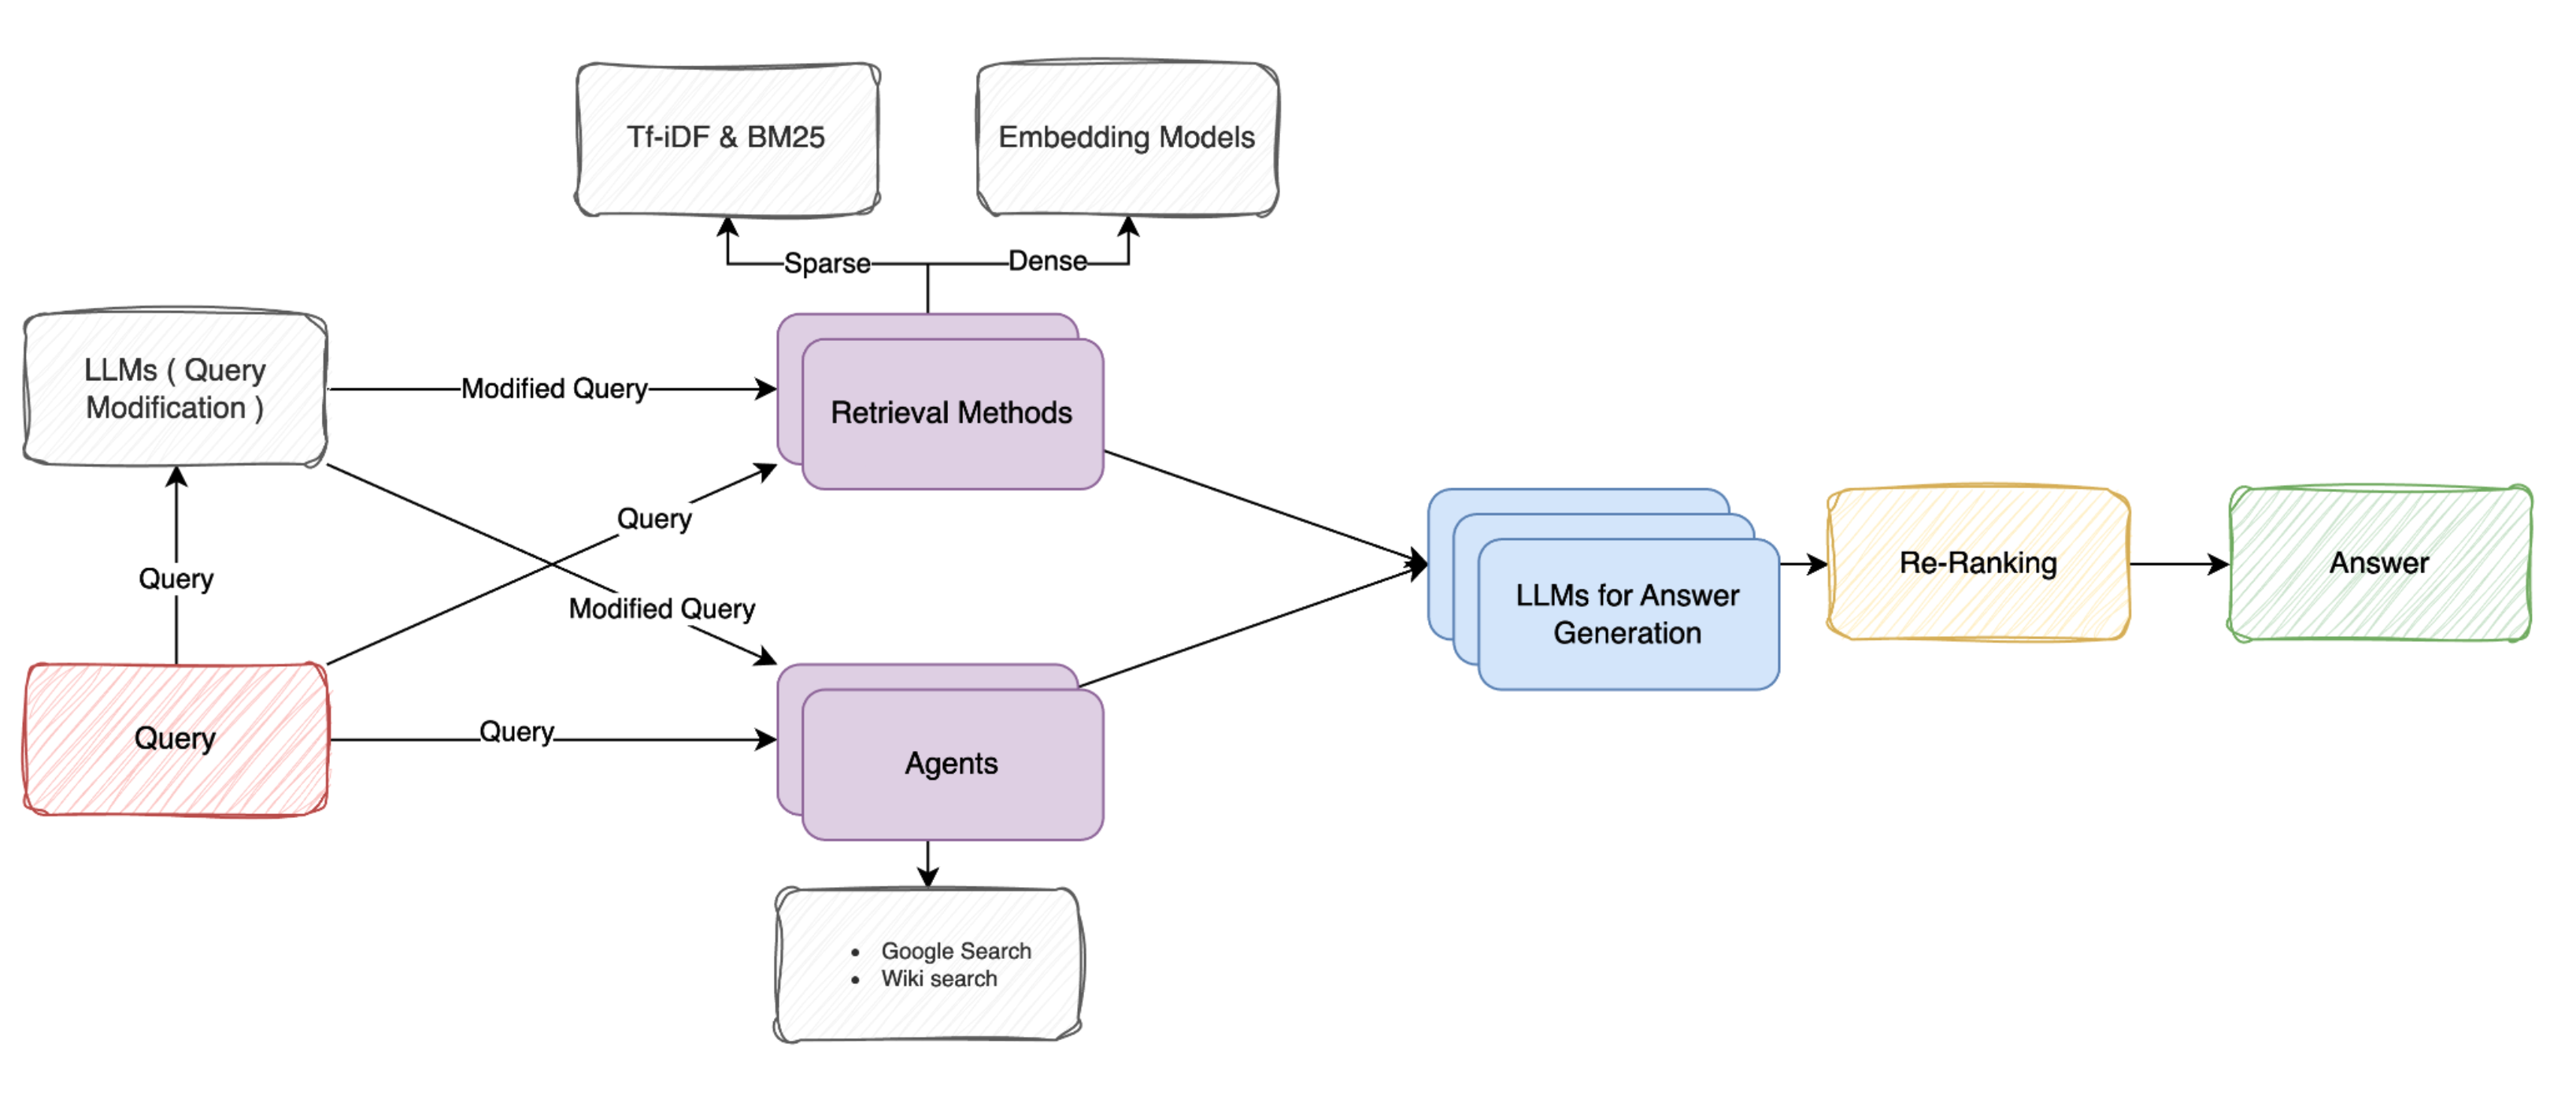 Tf-iDF & BM25
Embedding Models
Sparse
Dense
LLMs ( Query
Modification )
Modified Query
Retrieval Methods
Query
Query
Modified Query
LLMs for Answer
Generation
Re-Ranking
Answer
Query
Query
Agents
• Google Search
• Wiki search